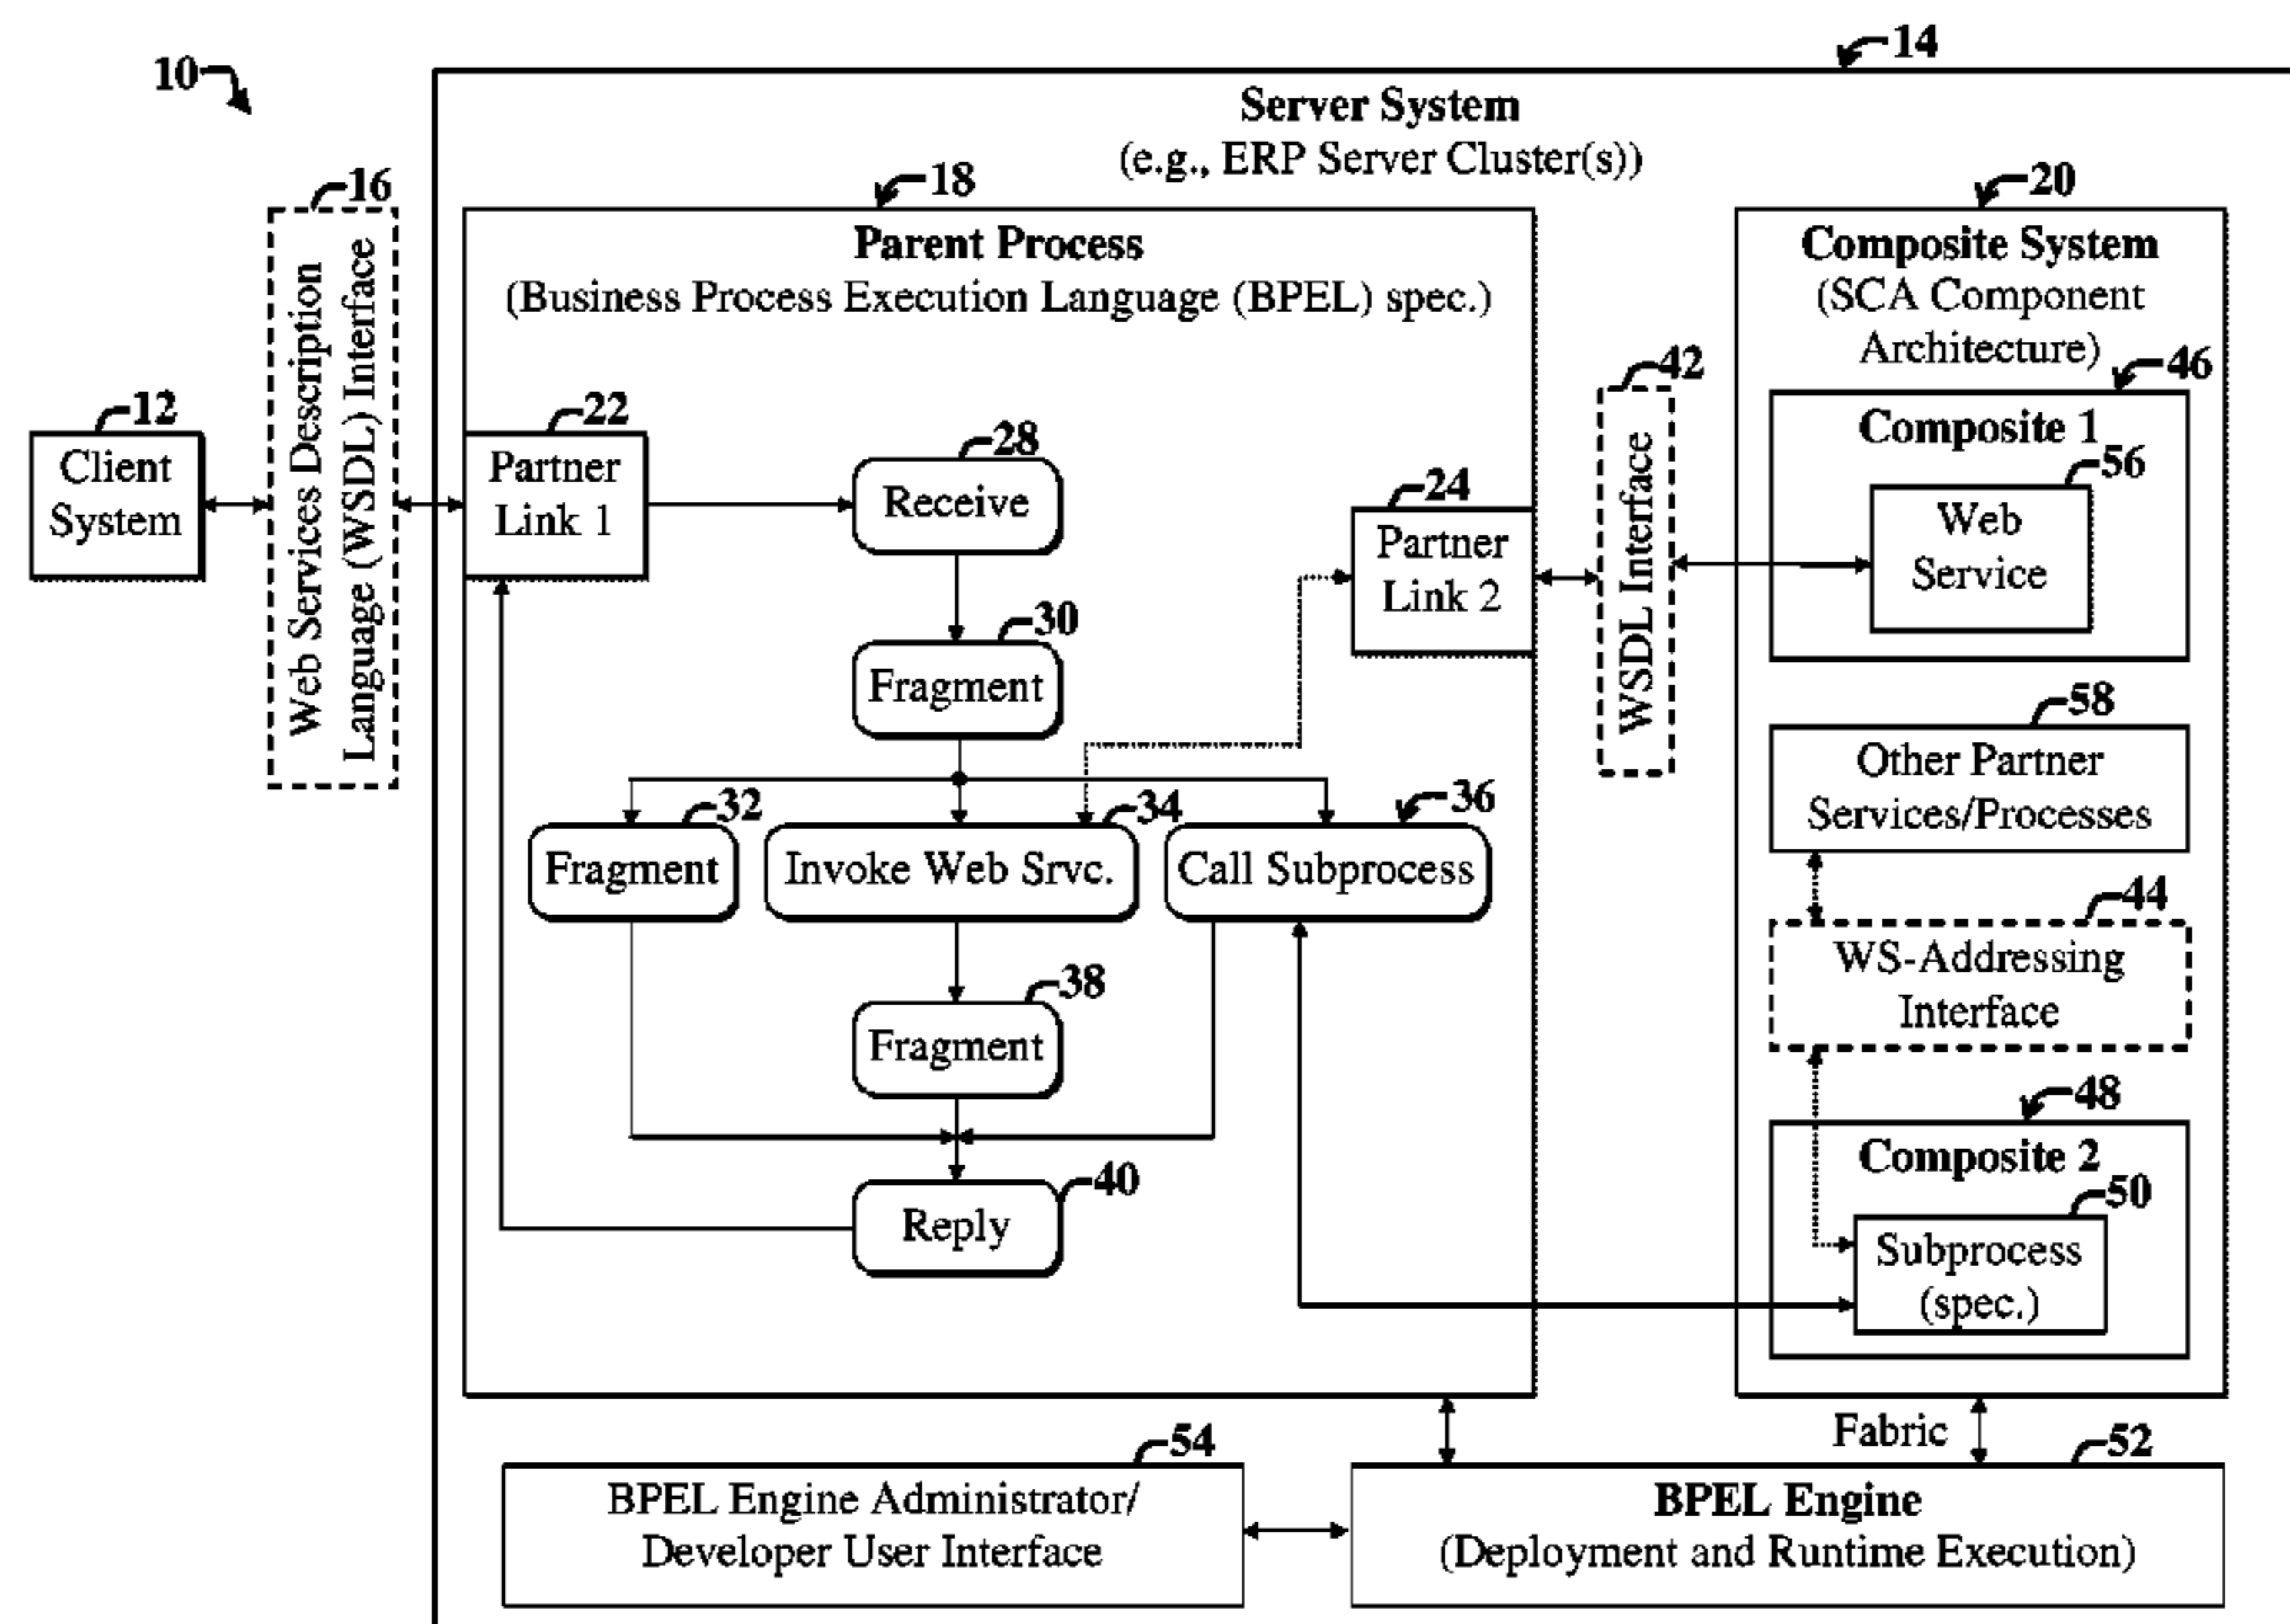 10
14
Server System
(e.g., ERP Server Cluster(s))
16
Web Services Description
Language (WSDL) Interface
18
Parent Process
(Business Process Execution Language (BPEL) spec.)
20
Composite System
(SCA Component
Architecture)
12
Client
System
22
Partner
Link 1
28
Receive
24
Partner
Link 2
42
WSDL Interface
46
Composite 1
56
Web
Service
30
Fragment
58
Other Partner
Services/Processes
32
Fragment
34
Invoke Web Srvc.
36
Call Subprocess
44
WS-Addressing
Interface
38
Fragment
48
Composite 2
50
Subprocess
(spec.)
40
Reply
Fabric
54
BPEL Engine Administrator/
Developer User Interface
52
BPEL Engine
(Deployment and Runtime Execution)